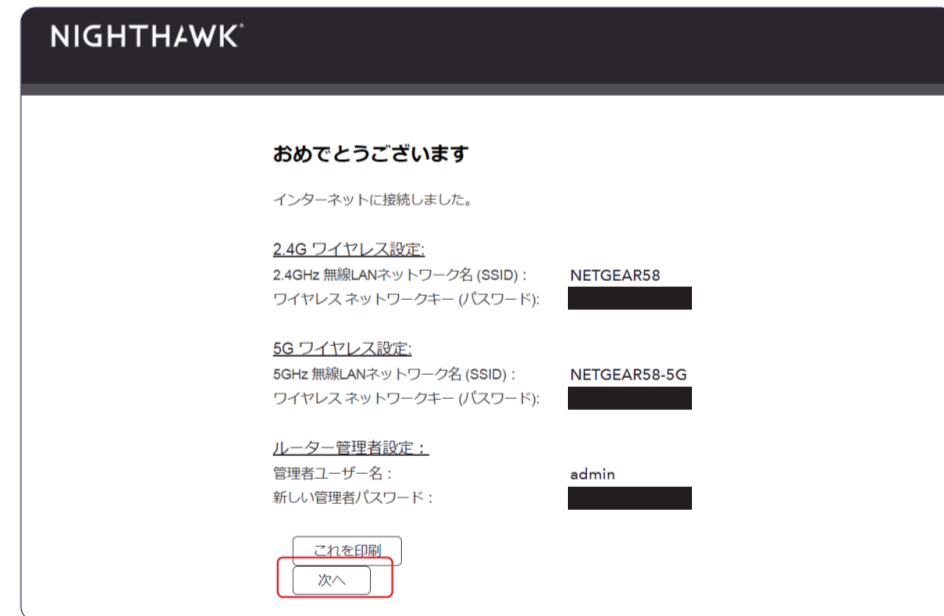 NIGHTHAWK
おめでとうございます
インターネットに接続しました。
2.4G ワイヤレス設定:
2.4GHz 無線LANネットワーク名 (SSID) : NETGEAR58
ワイヤレス ネットワークキー (パスワード):
5G ワイヤレス設定:
5GHz 無線LANネットワーク名 (SSID) : NETGEAR58-5G
ワイヤレス ネットワークキー (パスワード):
ルーター管理者設定:
管理者ユーザー名: admin
新しい管理者パスワード:
これを印刷
次へ